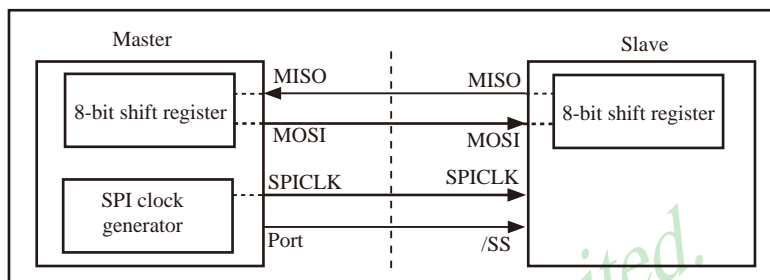 Master
Slave
8-bit shift register
MISO
MISO
8-bit shift register
MOSI
MOSI
SPI clock
generator
SPICLK
SPICLK
Port
/SS